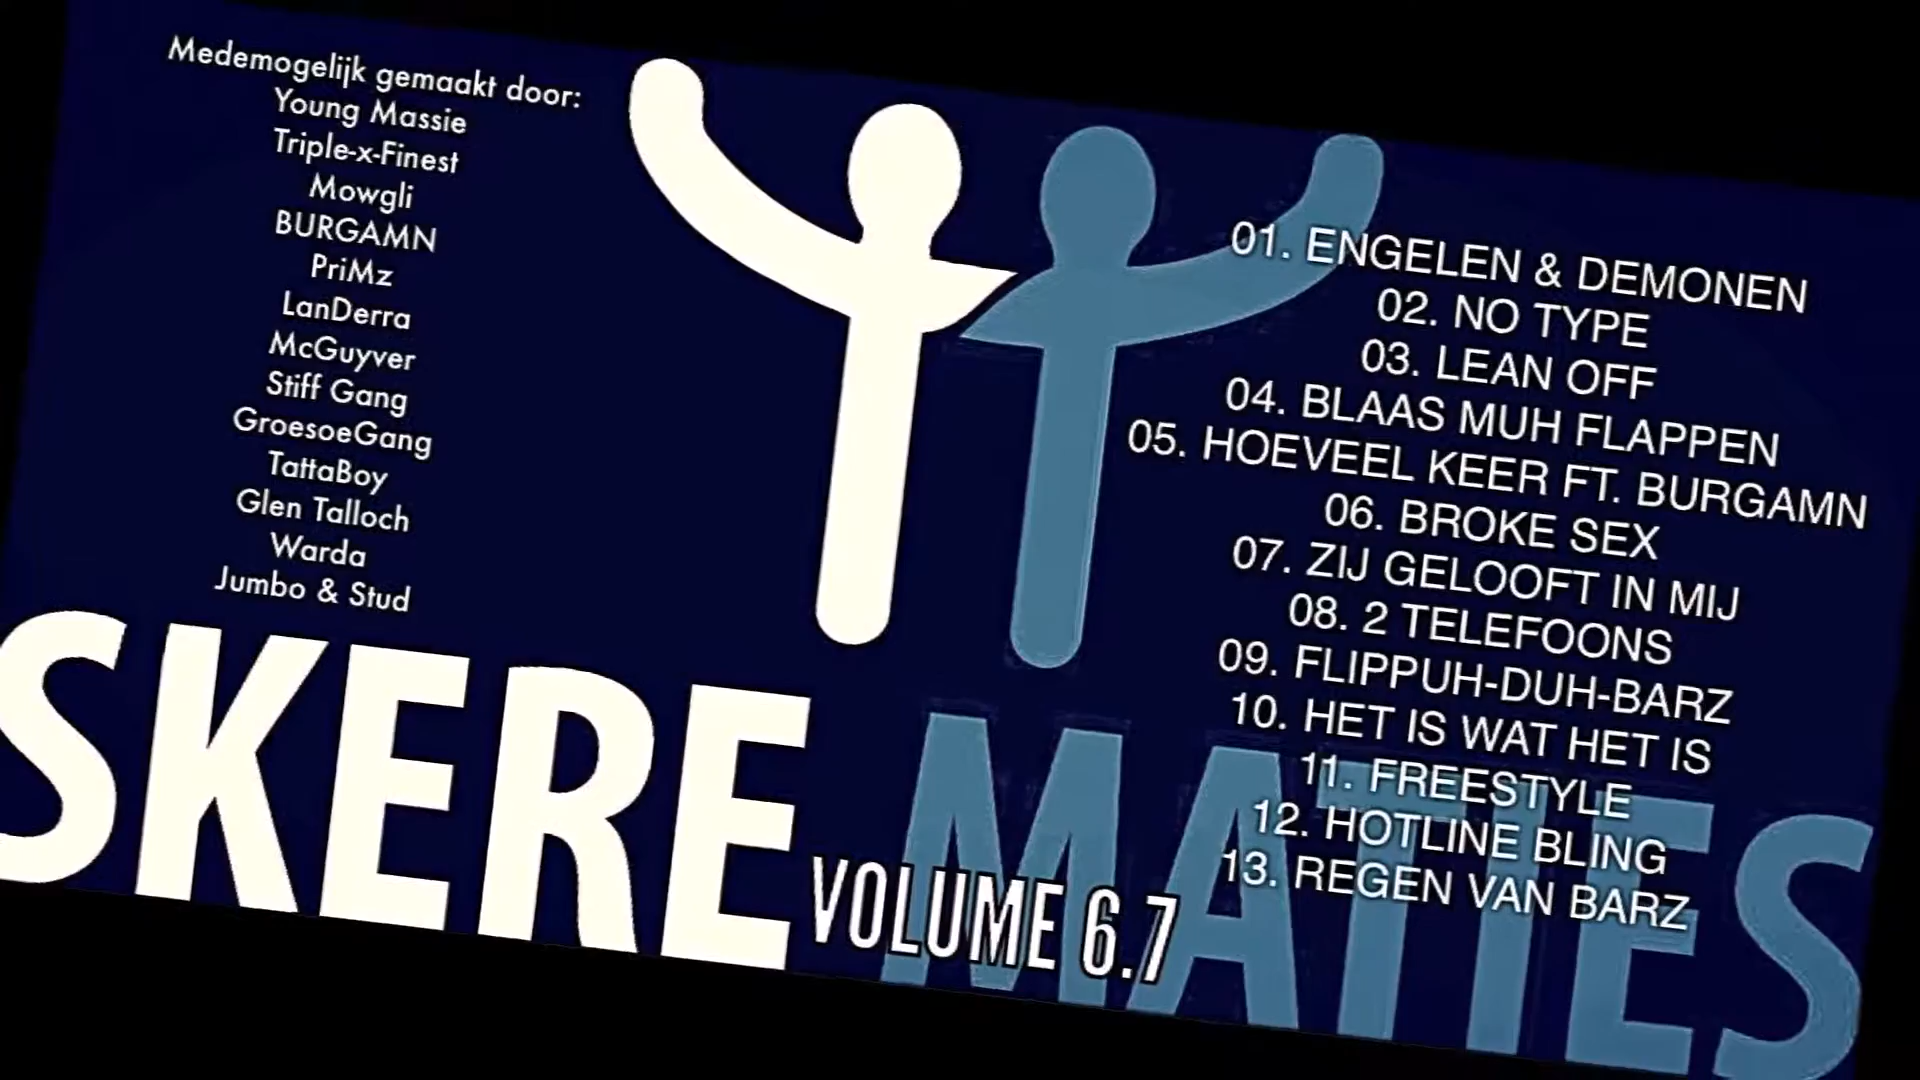 Medemogelijk gemaakt door:
Young Massie
Triple-x-Finest
Mowgli
BURGAMN
PriMz
LanDerra
McGuyver
Stiff Gang
GroesoeGang
TattaBoy
Glen Talloch
Warda
Jumbo & Stud
01. ENGELEN & DEMONEN
02. NO TYPE
03. LEAN OFF
04. BLAAS MUH FLAPPEN
05. HOEVEEL KEER FT. BURGAMN
06. BROKE SEX
07. ZIJ GELOOFT IN MIJ
08. 2 TELEFOONS
09. FLIPPUH-DUH-BARZ
10. HET IS WAT HET IS
11. FREESTYLE
12. HOTLINE BLING
13. REGEN VAN BARZ
SKERE MATIES
VOLUME 6.7